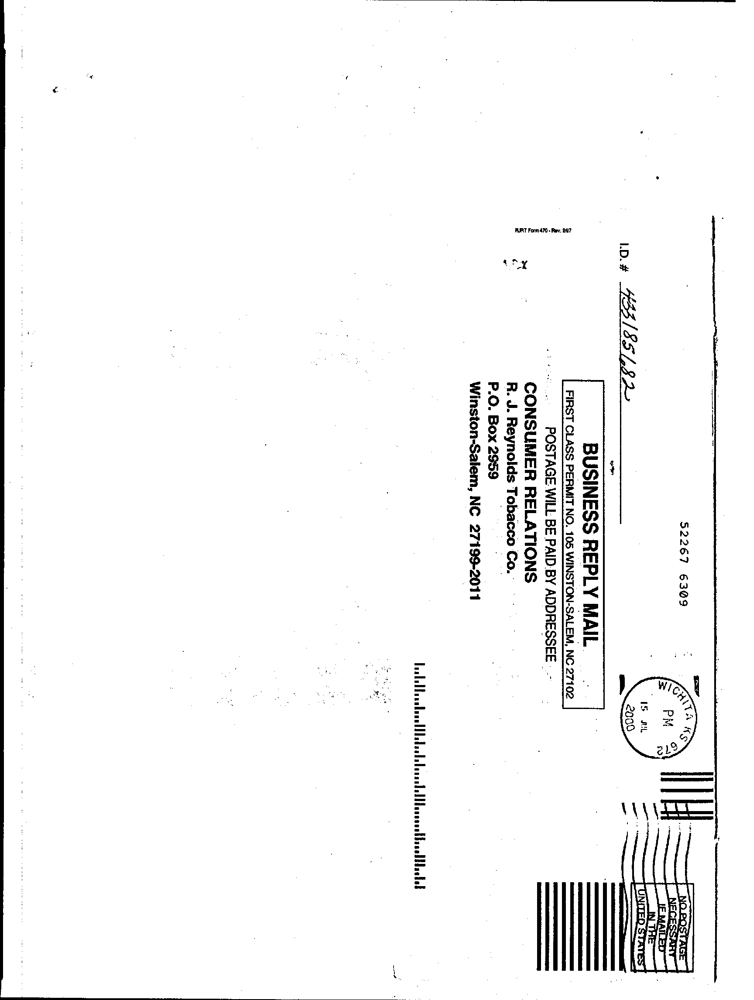 52267 6309
WICHITA KS 672
PM
15 JUL
2000
NO POSTAGE
NECESSARY
IF MAILED
IN THE
UNITED STATES
I.D. # 433185682
BUSINESS REPLY MAIL
FIRST CLASS PERMIT NO. 105 WINSTON-SALEM, NC 27102
POSTAGE WILL BE PAID BY ADDRESSEE
CONSUMER RELATIONS
R. J. Reynolds Tobacco Co.
P.O. Box 2959
Winston-Salem, NC 27199-2011
RJRT Form 470 - Rev. 9/97